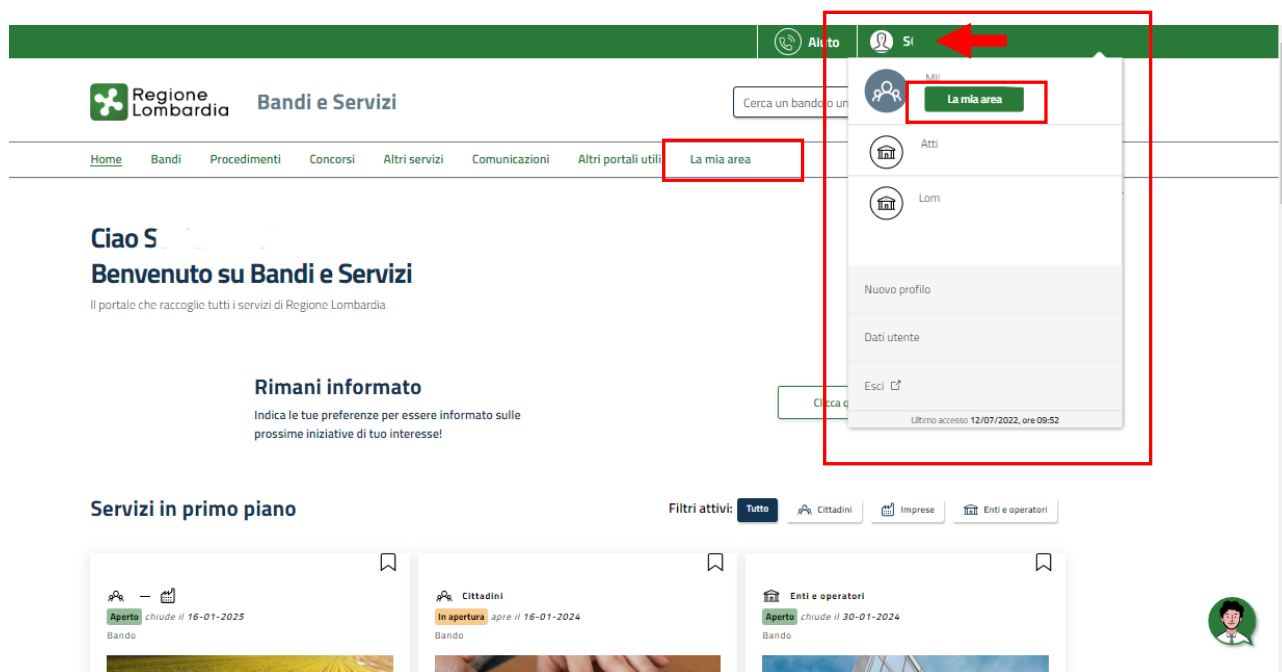 Aiuto
Regione
Lombardia
Bandi e Servizi
Cerca un bando o un
La mia area
Home Bandi Procedimenti Concorsi Altri servizi Comunicazioni Altri portali utili La mia area
Atti
Lom
Ciao S
Benvenuto su Bandi e Servizi
Il portale che raccoglie tutti i servizi di Regione Lombardia
Nuovo profilo
Dati utente
Esci
Ultimo accesso 12/07/2022, ore 09:52
Rimani informato
Indica le tue preferenze per essere informato sulle
prossime iniziative di tuo interesse!
Clicca q
Servizi in primo piano
Filtri attivi: Tutto Cittadini Imprese Enti e operatori
Aperto chiude il 16-01-2025
Bando
Cittadini
In apertura apre il 16-01-2024
Bando
Enti e operatori
Aperto chiude il 30-01-2024
Bando